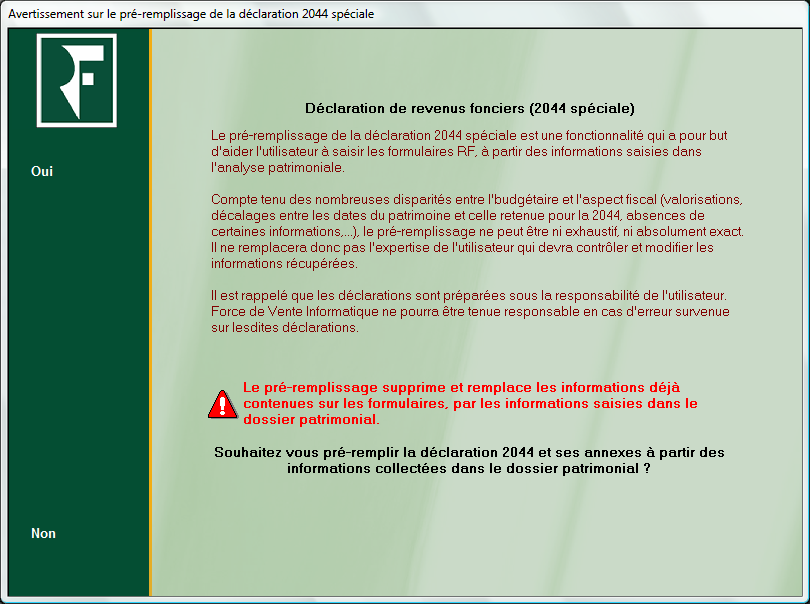 Avertissement sur le pré-remplissage de la déclaration 2044 spéciale
RF
Oui
Non
Déclaration de revenus fonciers (2044 spéciale)
Le pré-remplissage de la déclaration 2044 spéciale est une fonctionnalité qui a pour but
d'aider l'utilisateur à saisir les formulaires RF, à partir des informations saisies dans
l'analyse patrimoniale.
Compte tenu des nombreuses disparités entre l'budgétaire et l'aspect fiscal (valorisations,
décalages entre les dates du patrimoine et celle retenue pour la 2044, absences de
certaines informations,...), le pré-remplissage ne peut être ni exhaustif, ni absolument exact.
Il ne remplacera donc pas l'expertise de l'utilisateur qui devra contrôler et modifier les
informations récupérées.
Il est rappelé que les déclarations sont préparées sous la responsabilité de l'utilisateur.
Force de Vente Informatique ne pourra être tenue responsable en cas d'erreur survenue
sur lesdites déclarations.
Le pré-remplissage supprime et remplace les informations déjà
contenues sur les formulaires, par les informations saisies dans le
dossier patrimonial.
Souhaitez vous pré-remplir la déclaration 2044 et ses annexes à partir des
informations collectées dans le dossier patrimonial ?